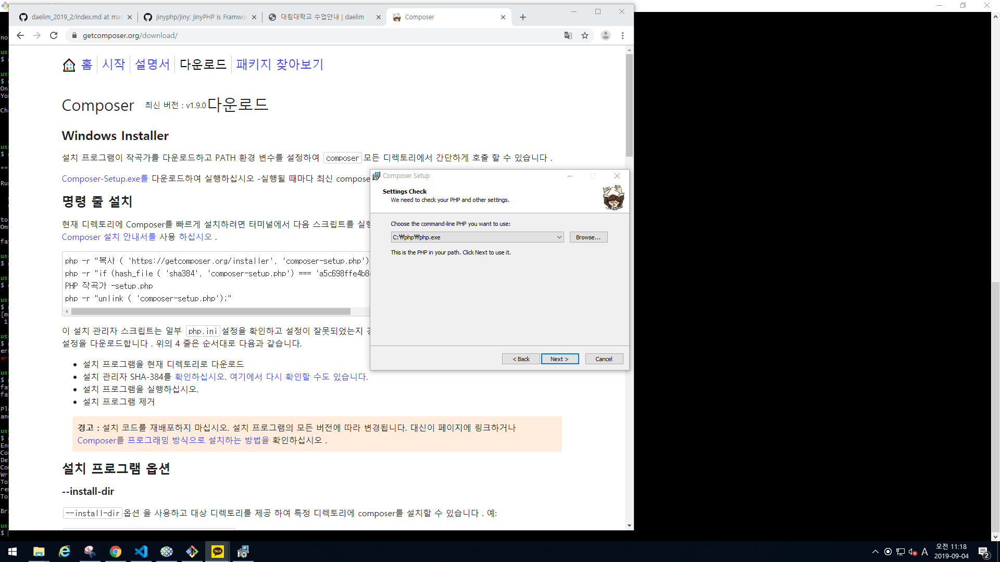 daelim_2019_2/index.md at mas
jinyphp/jiny: jinyPHP is Framwo
대림대학교 수업안내 | daelim
Composer
getcomposer.org/download/
홈
시작
설명서
다운로드
패키지 찾아보기
Composer 최신 버전 : v1.9.0 다운로드
Windows Installer
설치 프로그램이 작곡가를 다운로드하고 PATH 환경 변수를 설정하여 composer 모든 디렉토리에서 간단하게 호출 할 수 있습니다 .
Composer-Setup.exe를 다운로드하여 실행하십시오 -실행될 때마다 최신 compose
명령 줄 설치
현재 디렉토리에 Composer를 빠르게 설치하려면 터미널에서 다음 스크립트를 실행
Composer 설치 안내서를 사용 하십시오 .
php -r "복사 ( 'https://getcomposer.org/installer', 'composer-setup.php')
php -r "if (hash_file ( 'sha384', 'composer-setup.php') === 'a5c698ffe4b8
PHP 작곡가 -setup.php
php -r "unlink ( 'composer-setup.php');"
이 설치 관리자 스크립트는 일부 php.ini 설정을 확인하고 설정이 잘못되었는지
설정을 다운로드합니다 . 위의 4 줄은 순서대로 다음과 같습니다.
설치 프로그램을 현재 디렉토리로 다운로드
설치 관리자 SHA-384를 확인하십시오. 여기에서 다시 확인할 수도 있습니다.
설치 프로그램을 실행하십시오.
설치 프로그램 제거
경고 : 설치 코드를 재배포하지 마십시오. 설치 프로그램의 모든 버전에 따라 변경됩니다. 대신이 페이지에 링크하거나
Composer를 프로그래밍 방식으로 설치하는 방법을 확인하십시오 .
설치 프로그램 옵션
--install-dir
--install-dir 옵션 을 사용하고 대상 디렉토리를 제공 하여 특정 디렉토리에 composer를 설치할 수 있습니다 . 예:
Composer Setup
Settings Check
We need to check your PHP and other settings.
Choose the command-line PHP you want to use:
C:₩php₩php.exe
Browse...
This is the PHP in your path. Click Next to use it.
< Back
Next >
Cancel
TALK
A
오전 11:18
2019-09-04
2